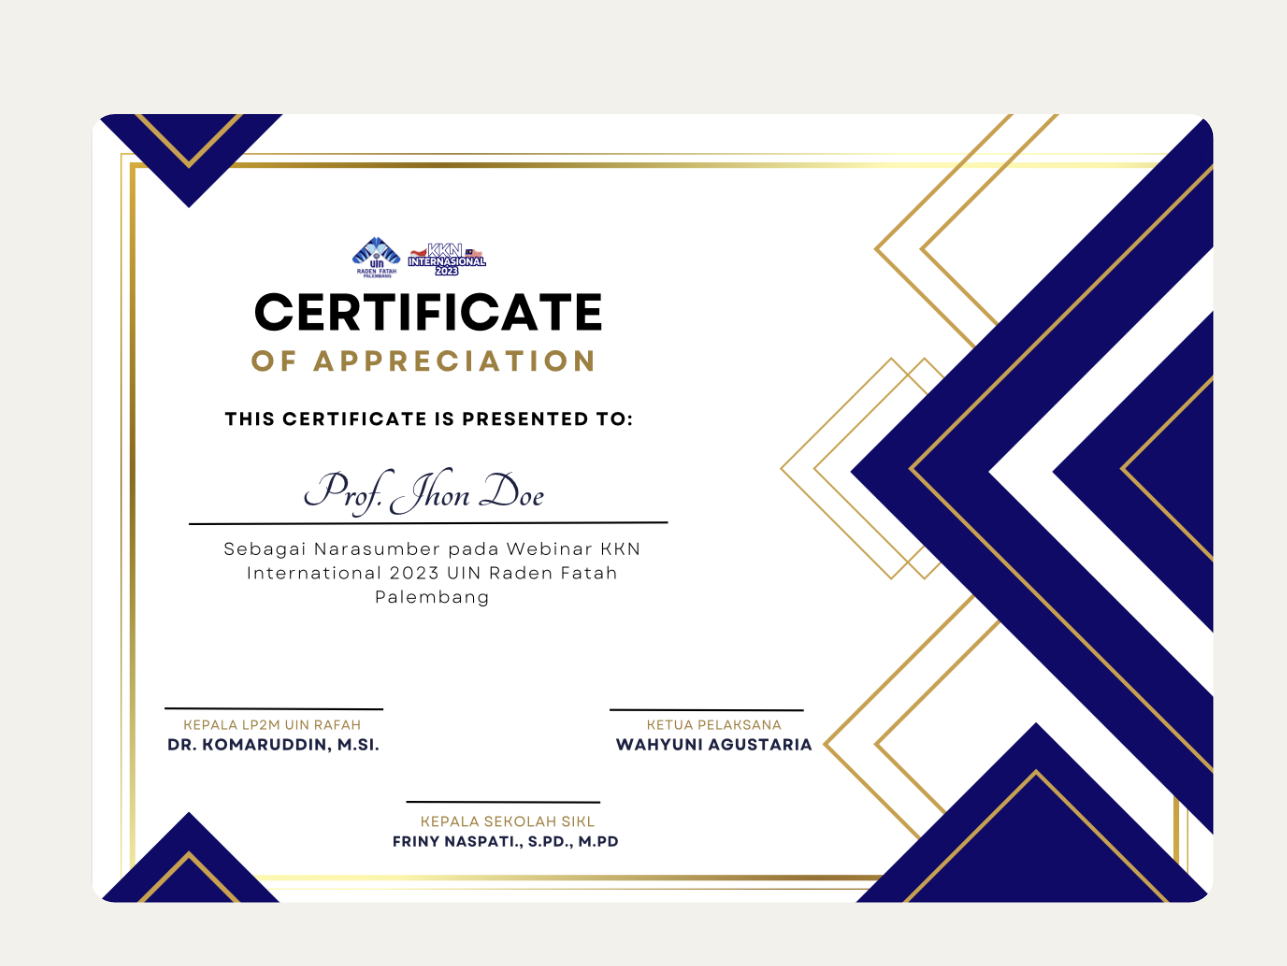 uin
RADEN FATAH
PALEMBANG
KKN
INTERNASIONAL
2023
CERTIFICATE
OF APPRECIATION
THIS CERTIFICATE IS PRESENTED TO:
Prof. Jhon Doe
Sebagai Narasumber pada Webinar KKN
International 2023 UIN Raden Fatah
Palembang
KEPALA LP2M UIN RAFAH
DR. KOMARUDDIN, M.SI.
KETUA PELAKSANA
WAHYUNI AGUSTARIA
KEPALA SEKOLAH SIKL
FRINY NASPATI., S.PD., M.PD